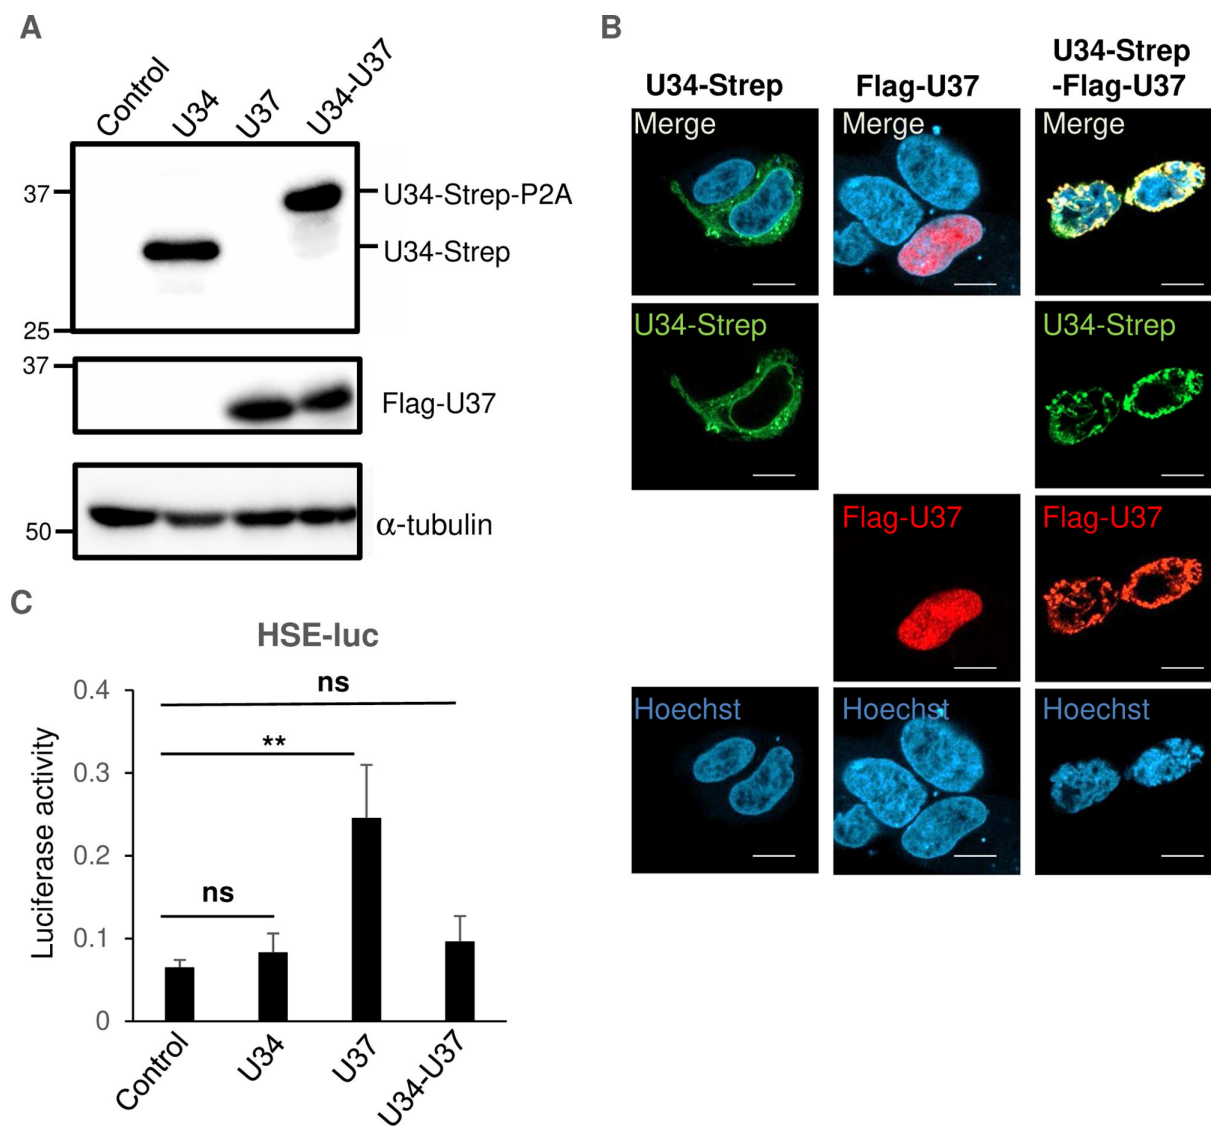 A
Control
U34
U37
U34-U37
37
U34-Strep-P2A
U34-Strep
25
37
Flag-U37
50
α-tubulin
B
U34-Strep
Flag-U37
U34-Strep
-Flag-U37
Merge
Merge
Merge
U34-Strep
U34-Strep
Flag-U37
Flag-U37
Hoechst
Hoechst
Hoechst
C
HSE-luc
Luciferase activity
0.4
0.3
0.2
0.1
0
ns
**
ns
Control
U34
U37
U34-U37